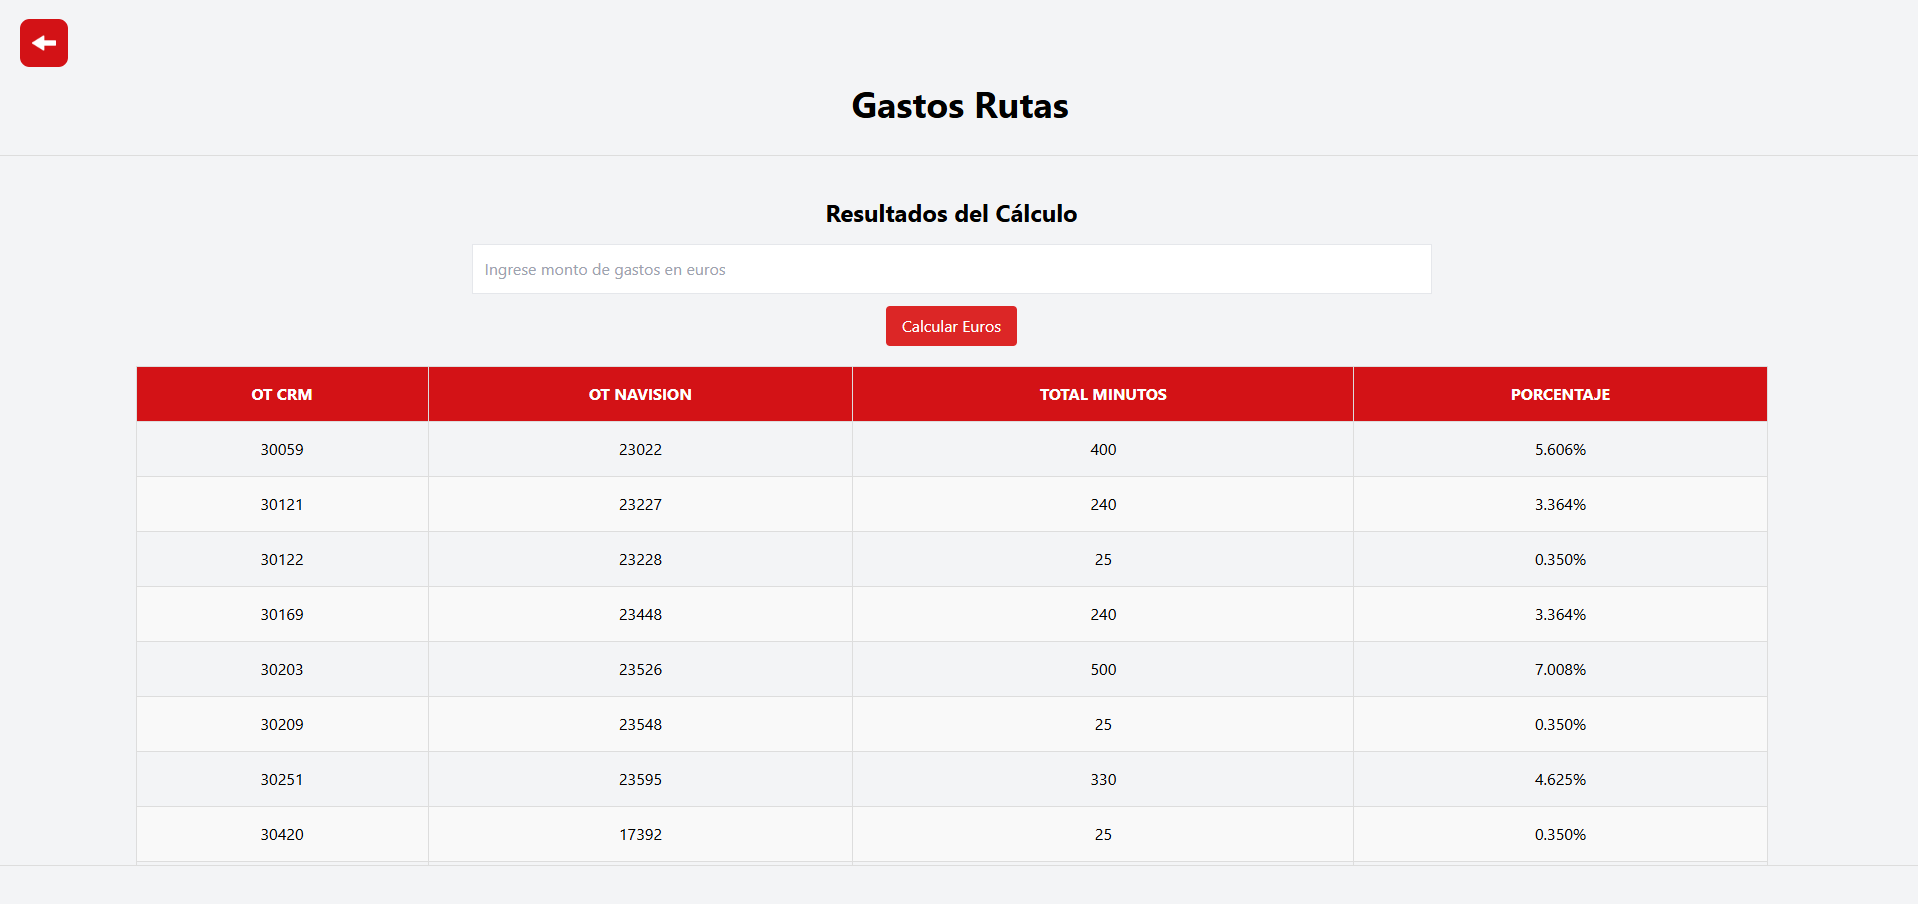 Gastos Rutas
Resultados del Cálculo
Ingrese monto de gastos en euros
Calcular Euros
OT CRM OT NAVISION TOTAL MINUTOS PORCENTAJE
30059 23022 400 5.606%
30121 23227 240 3.364%
30122 23228 25 0.350%
30169 23448 240 3.364%
30203 23526 500 7.008%
30209 23548 25 0.350%
30251 23595 330 4.625%
30420 17392 25 0.350%